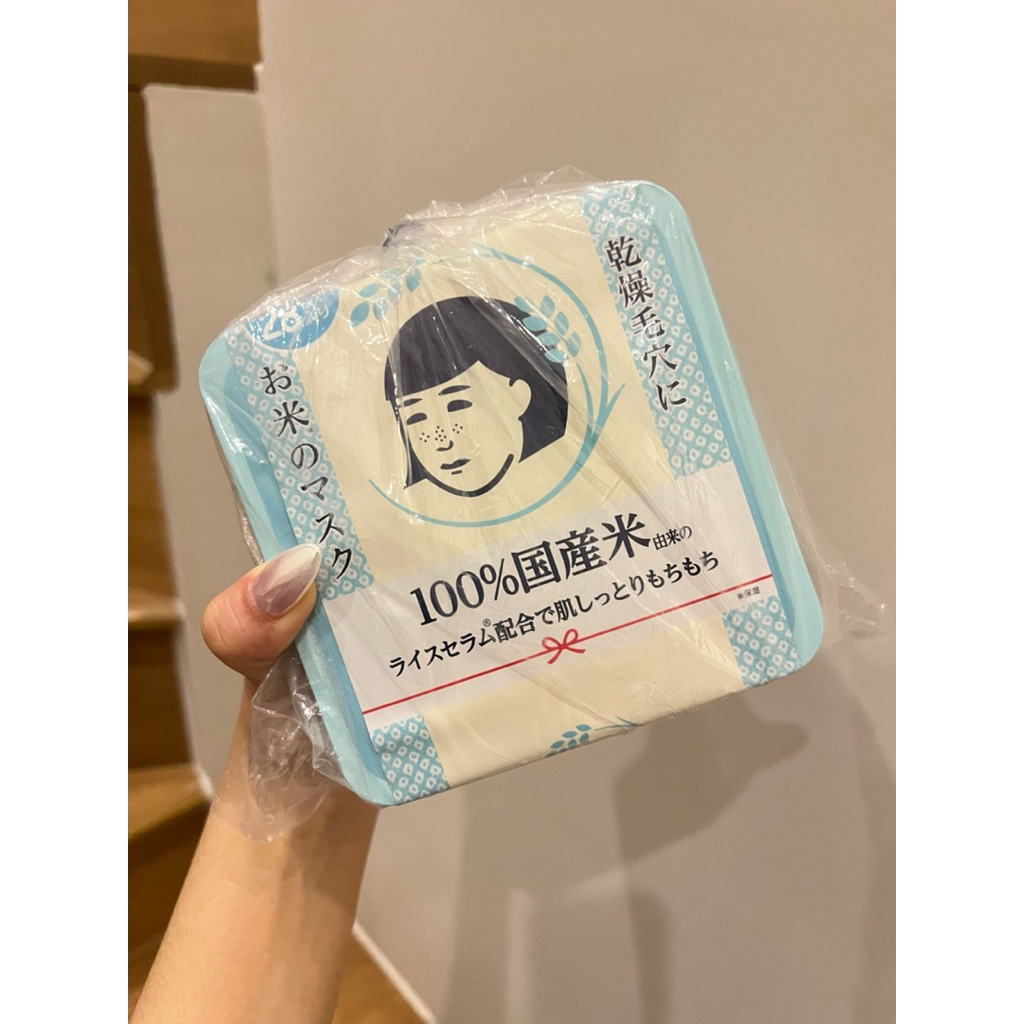 乾燥毛穴に
お米のマスク
28
100%国産米由来の
ライスセラム®配合で肌しっとりもちもち
※保湿